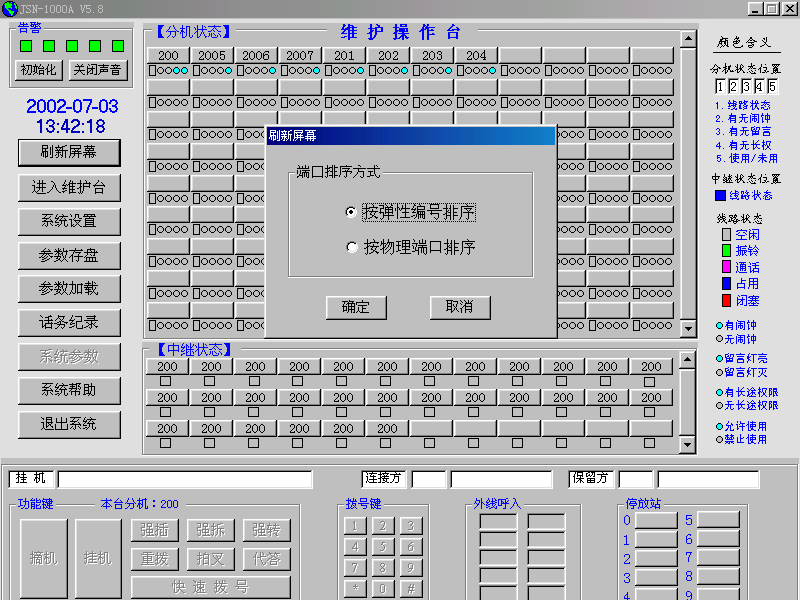 JSN-1000A V5.8
告警
初始化 关闭声音
2002-07-03
13:42:18
刷新屏幕
进入维护台
系统设置
参数存盘
参数加载
话务纪录
系统参数
系统帮助
退出系统
维护操作台
【分机状态】
200 2005 2006 2007 201 202 203 204
刷新屏幕
端口排序方式
按弹性编号排序
按物理端口排序
确定 取消
【中继状态】
200 200 200 200 200 200 200 200 200 200 200 200
200 200 200 200 200 200 200 200 200 200 200 200
200 200 200 200 200 200
颜色含义
分机状态位置
1 2 3 4 5
1. 线路状态
2. 有无闹钟
3. 有无留言
4. 有无长权
5. 使用/未用
中继状态位置
线路状态
线路状态
空闲
振铃
通话
占用
闭塞
有闹钟
无闹钟
留言灯亮
留言灯灭
有长途权限
无长途权限
允许使用
禁止使用
挂机 连接方 保留方
功能键 本台分机：200
摘机 挂机
强插 强拆 强转
重拨 拍叉 代答
快速拨号
拨号键
1 2 3
4 5 6
7 8 9
* 0 #
外线呼入
停放站
0 5
1 6
2 7
3 8
4 9